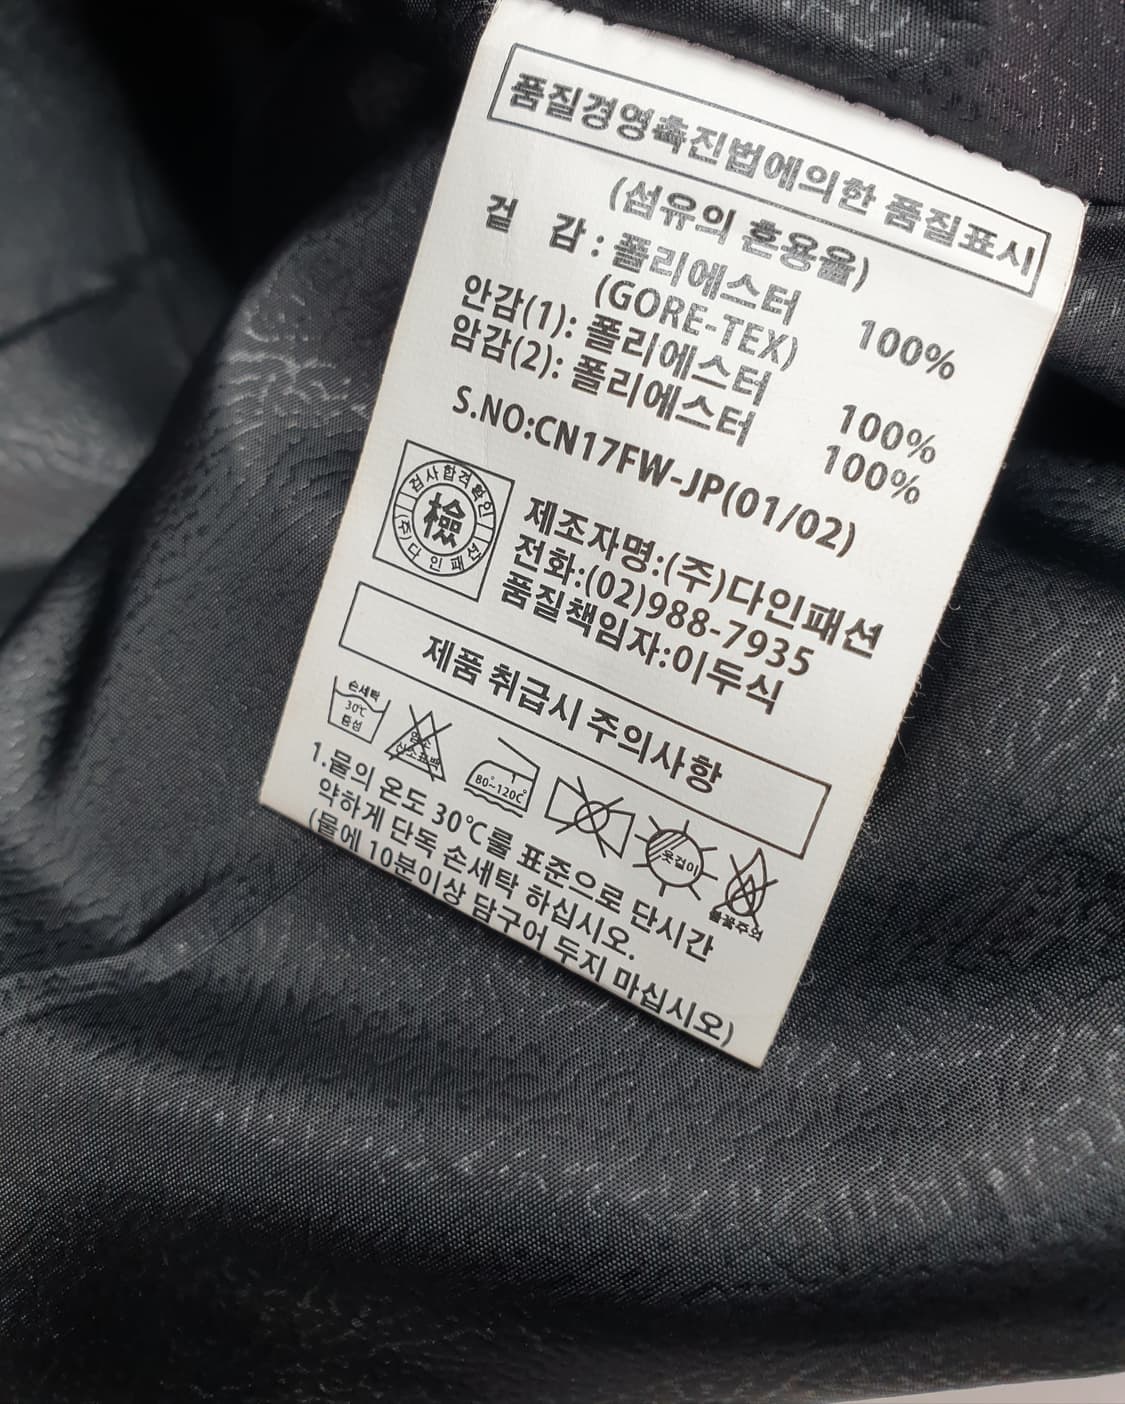 품질경영촉진법에의한 품질표시
(섬유의 혼용율)
겉 감 : 폴리에스터 100%
(GORE-TEX)
안감(1): 폴리에스터 100%
암감(2): 폴리에스터 100%
S.NO:CN17FW-JP(01/02)
검사합격확인
檢
(주)다인패션
제조자명:(주)다인패션
전화:(02)988-7935
품질책임자:이두식
제품 취급시 주의사항
손세탁
30℃
중성
염소
산소표백
80~120℃
옷걸이
불꽃주의
1.물의 온도 30℃를 표준으로 단시간
약하게 단독 손세탁 하십시오.
(물에 10분이상 담구어 두지 마십시오)